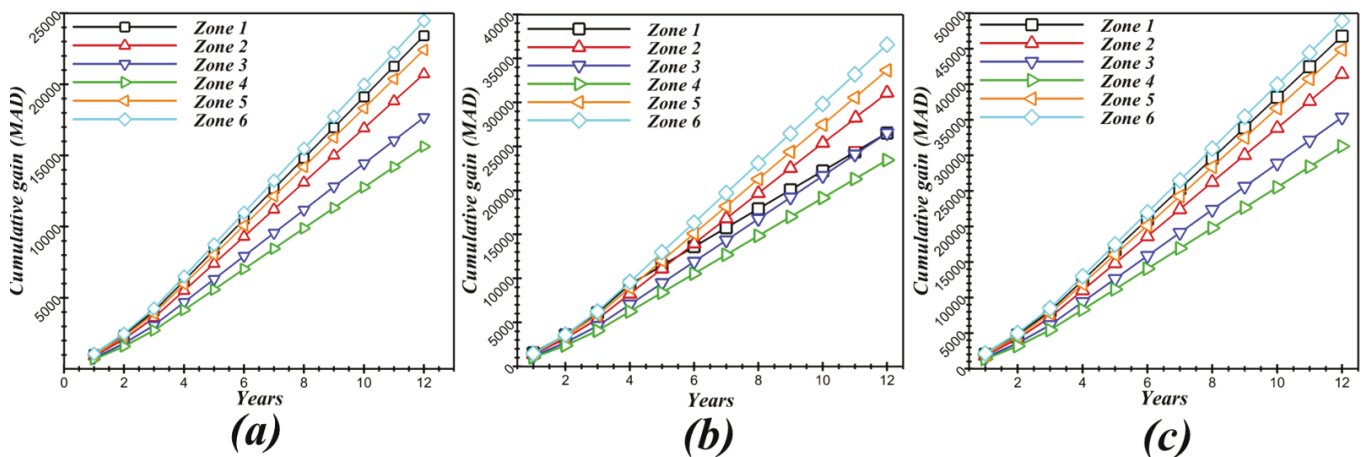 25000
20000
150000
100000
5000
Cumulative gain (MAD)
Zone 1
Zone 2
Zone 3
Zone 4
Zone 5
Zone 6
0 2 4 6 8 10 12
Years
(a)
40000
35000
30000
25000
20000
15000
10000
5000
0
Cumulative gain (MAD)
Zone 1
Zone 2
Zone 3
Zone 4
Zone 5
Zone 6
2 4 6 8 10 12
Years
(b)
50000
45000
40000
35000
30000
25000
20000
15000
10000
5000
0
Cumulative gain (MAD)
Zone 1
Zone 2
Zone 3
Zone 4
Zone 5
Zone 6
2 4 6 8 10 12
Years
(c)